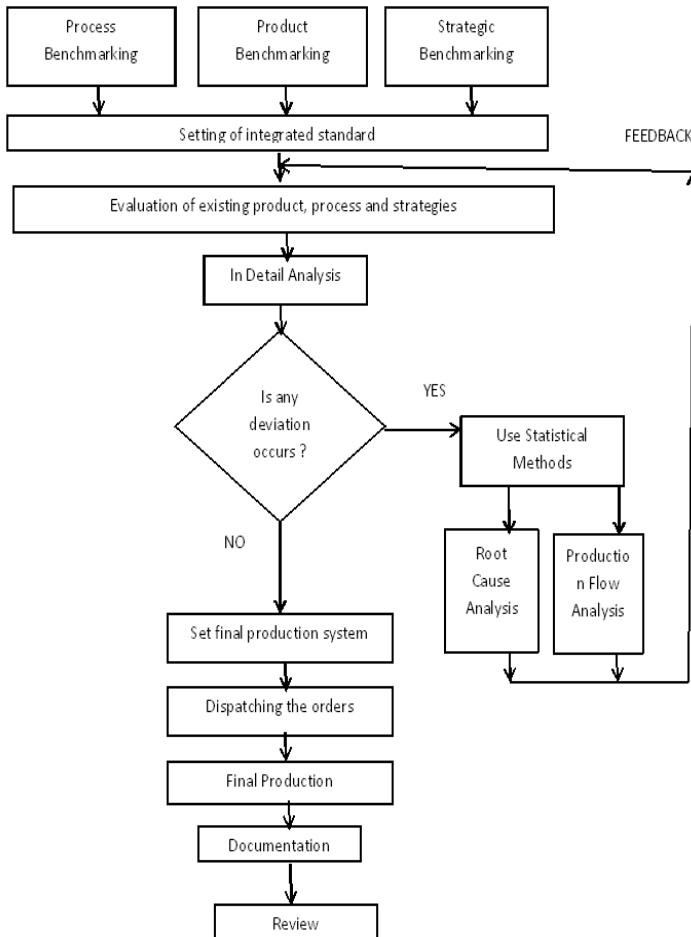 Process
Benchmarking
Product
Benchmarking
Strategic
Benchmarking
Setting of integrated standard
FEEDBACK
Evaluation of existing product, process and strategies
In Detail Analysis
Is any
deviation
occurs ?
YES
Use Statistical
Methods
NO
Root
Cause
Analysis
Productio
n Flow
Analysis
Set final production system
Dispatching the orders
Final Production
Documentation
Review